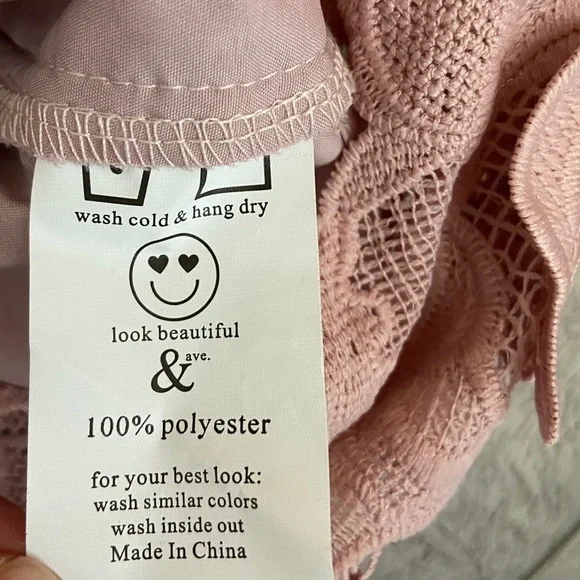 wash cold & hang dry
look beautiful
& ave.
100% polyester
for your best look:
wash similar colors
wash inside out
Made In China